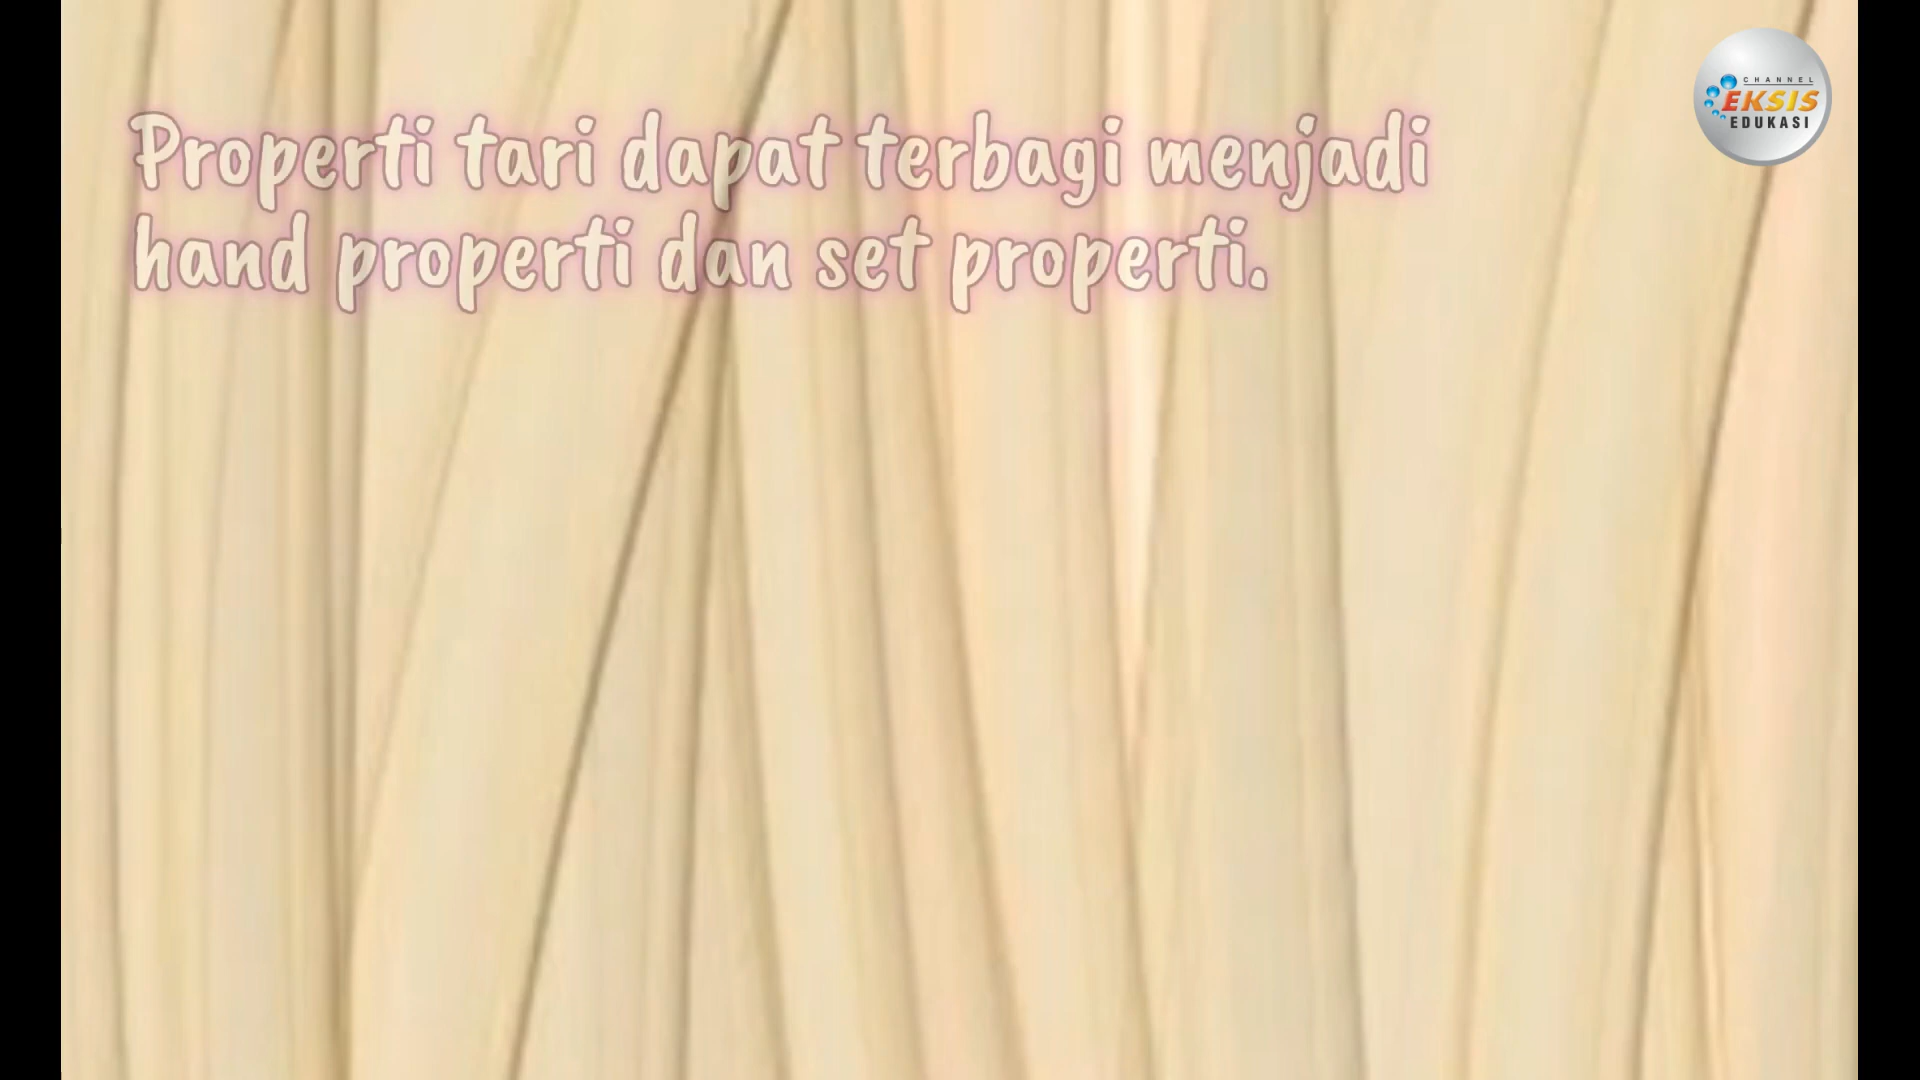 Properti tari dapat terbagi menjadi
hand properti dan set properti.
CHANNEL
EKSIS
EDUKASI